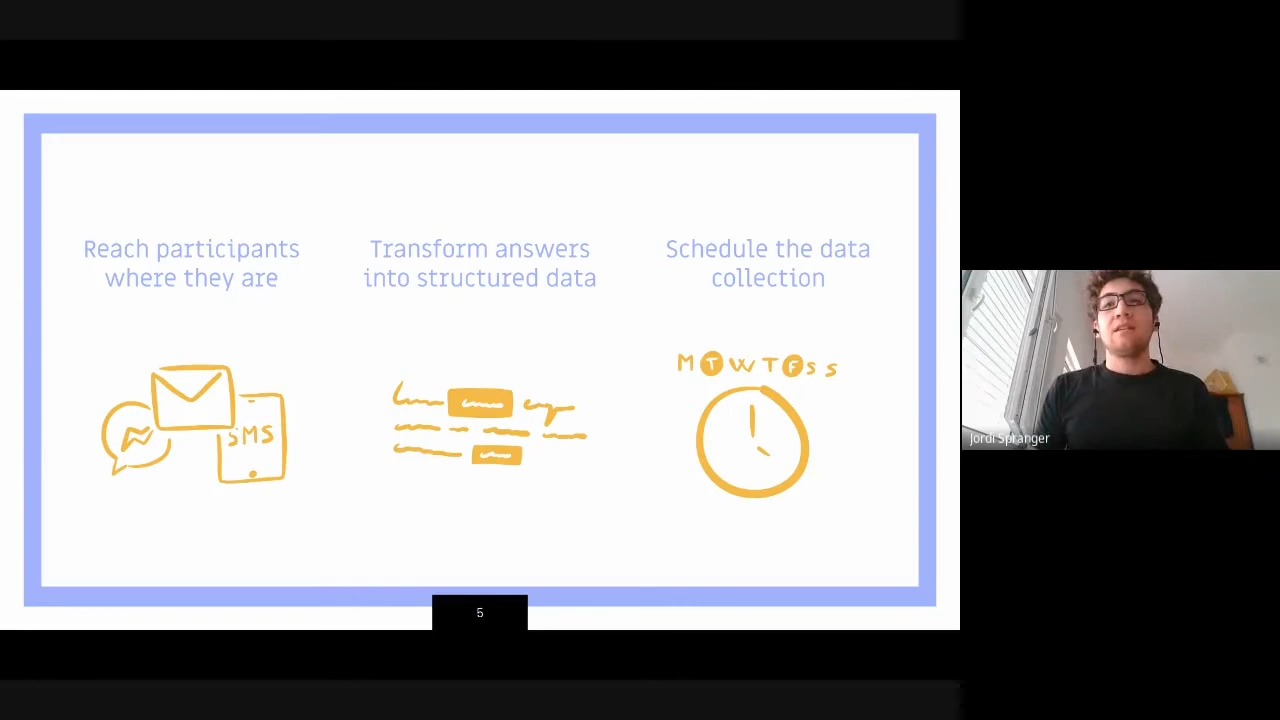 Reach participants
where they are
Transform answers
into structured data
Schedule the data
collection
SMS
M T W T F S S
5
Jordi Spranger